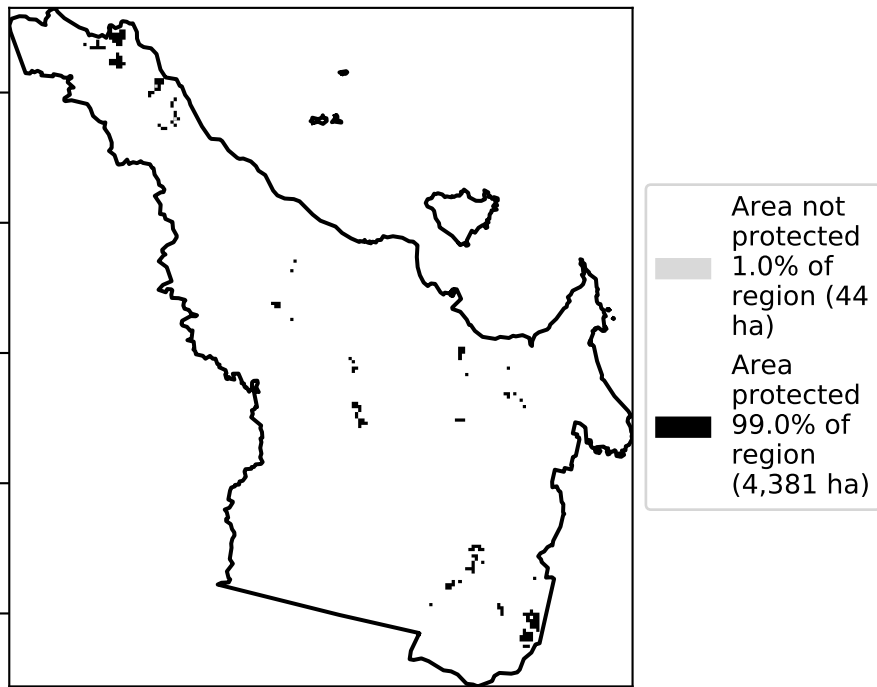 Area not
protected
1.0% of
region (44
ha)
Area
protected
99.0% of
region
(4,381 ha)